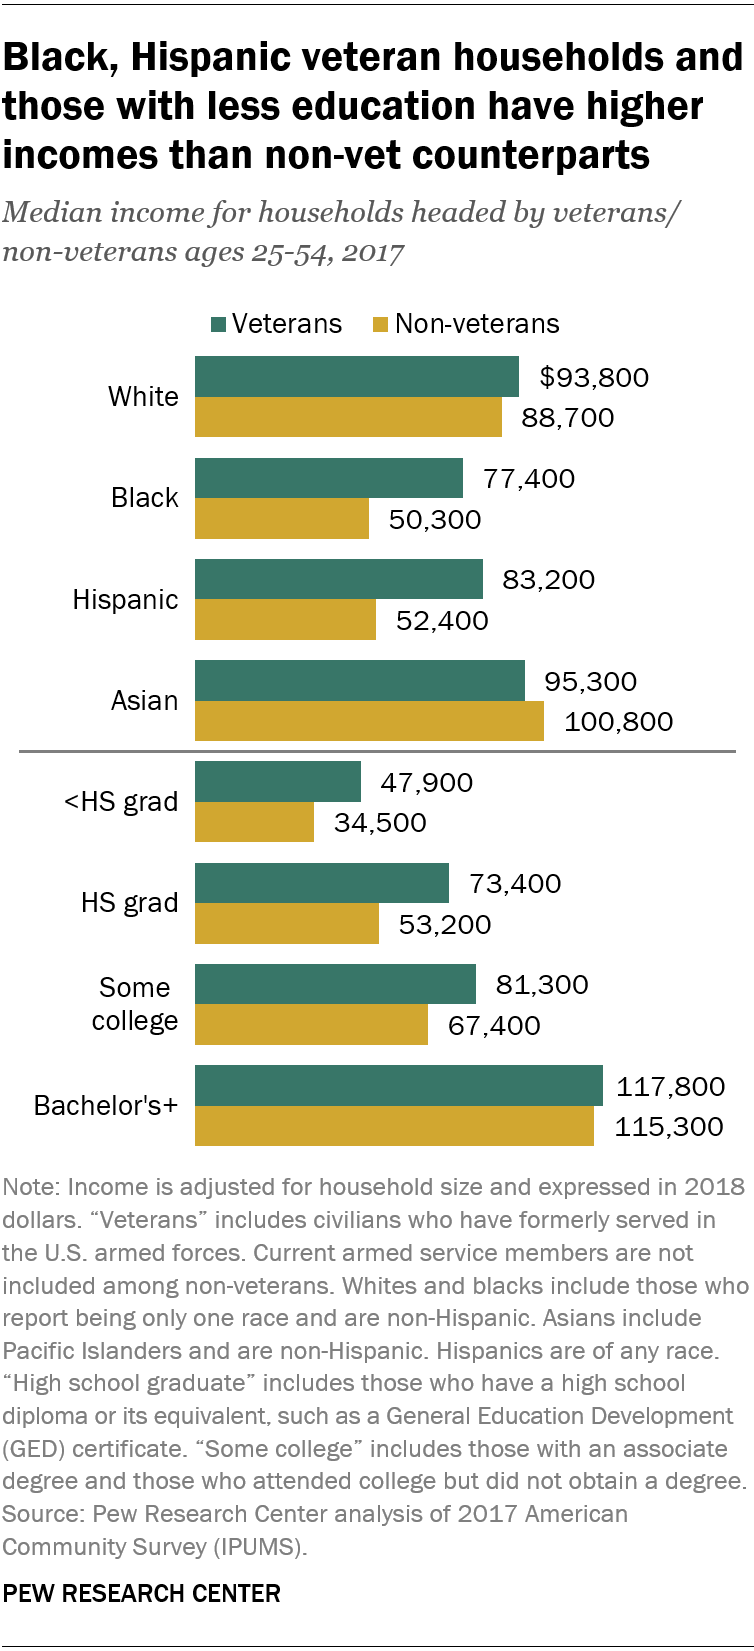 Black, Hispanic veteran households and
those with less education have higher
incomes than non-vet counterparts
Median income for households headed by veterans/
non-veterans ages 25-54, 2017
Veterans Non-veterans
White
$93,800
88,700
Black
77,400
50,300
Hispanic
83,200
52,400
Asian
95,300
100,800
<HS grad
47,900
34,500
HS grad
73,400
53,200
Some
college
81,300
67,400
Bachelor's+
117,800
115,300
Note: Income is adjusted for household size and expressed in 2018
dollars. “Veterans” includes civilians who have formerly served in
the U.S. armed forces. Current armed service members are not
included among non-veterans. Whites and blacks include those who
report being only one race and are non-Hispanic. Asians include
Pacific Islanders and are non-Hispanic. Hispanics are of any race.
“High school graduate” includes those who have a high school
diploma or its equivalent, such as a General Education Development
(GED) certificate. “Some college” includes those with an associate
degree and those who attended college but did not obtain a degree.
Source: Pew Research Center analysis of 2017 American
Community Survey (IPUMS).
PEW RESEARCH CENTER